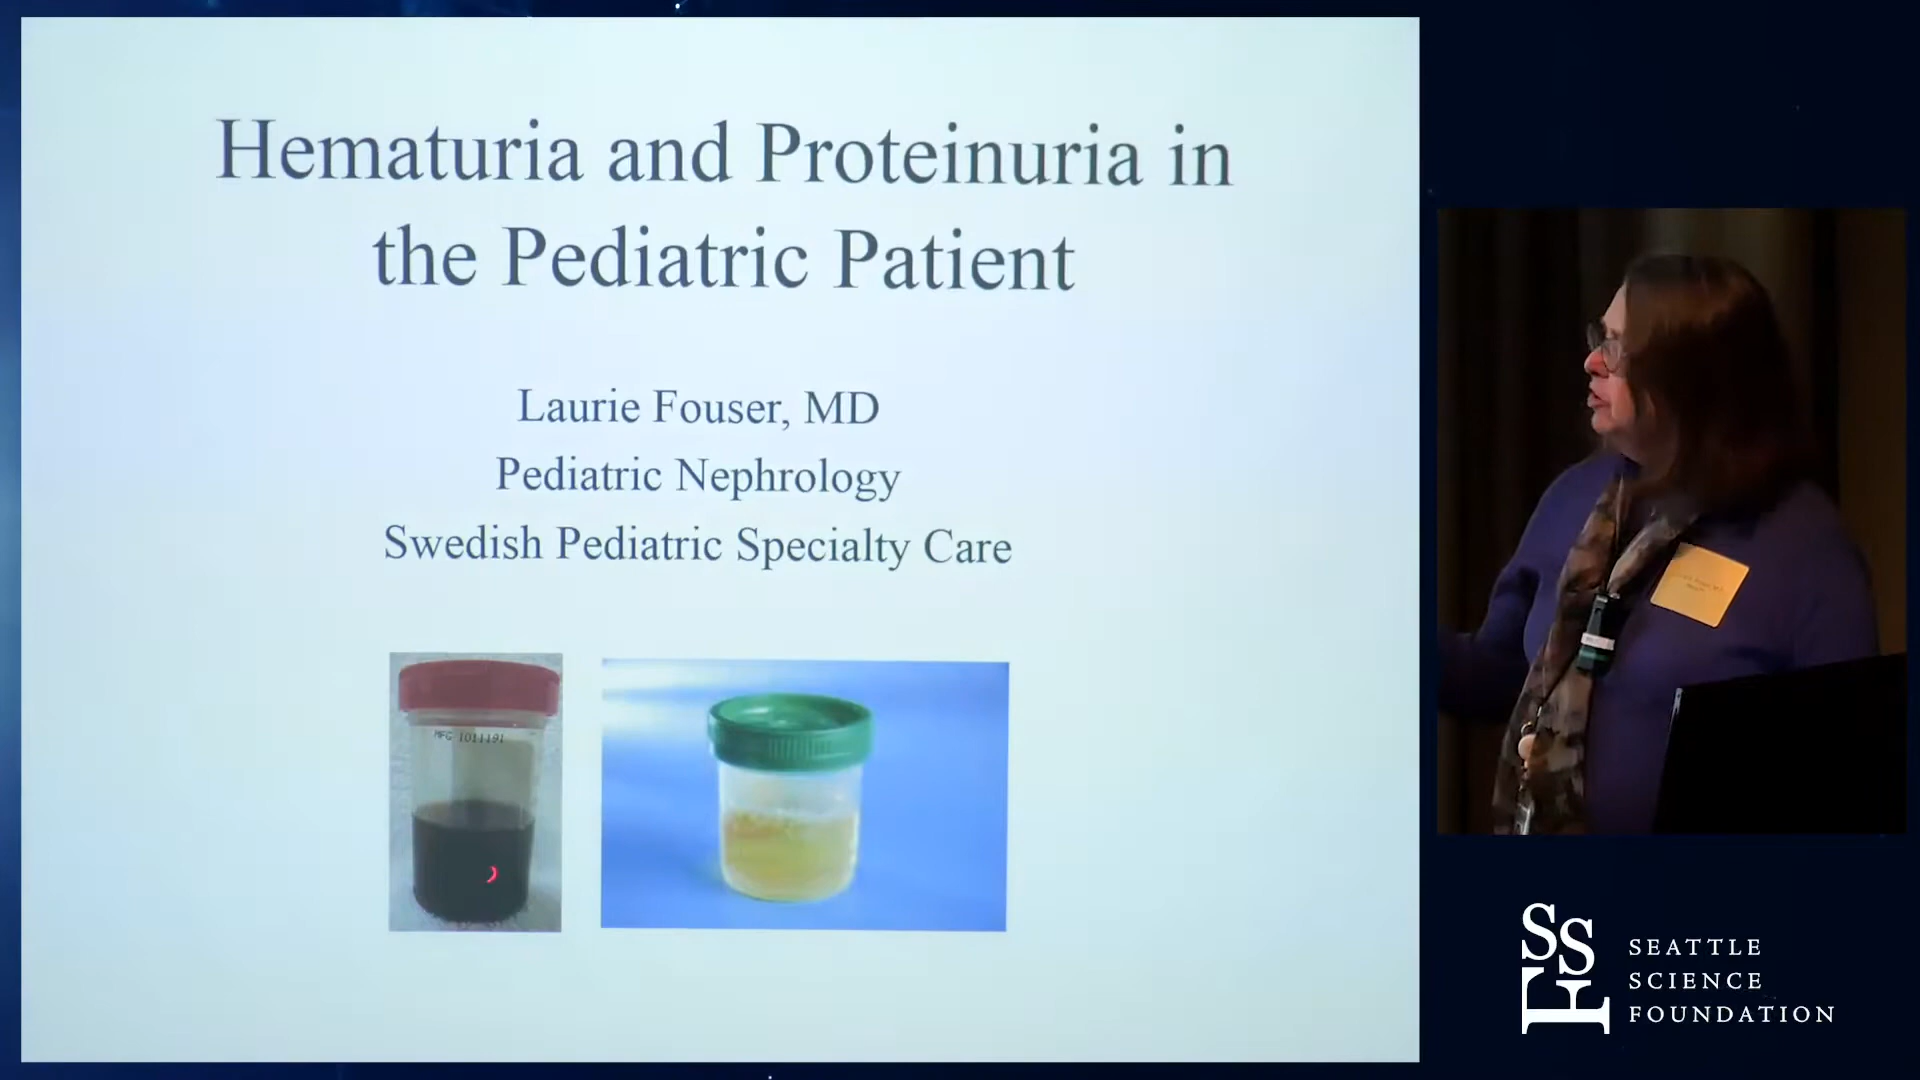 Hematuria and Proteinuria in
the Pediatric Patient
Laurie Fouser, MD
Pediatric Nephrology
Swedish Pediatric Specialty Care
MFG 1011191
SSF
SEATTLE
SCIENCE
FOUNDATION